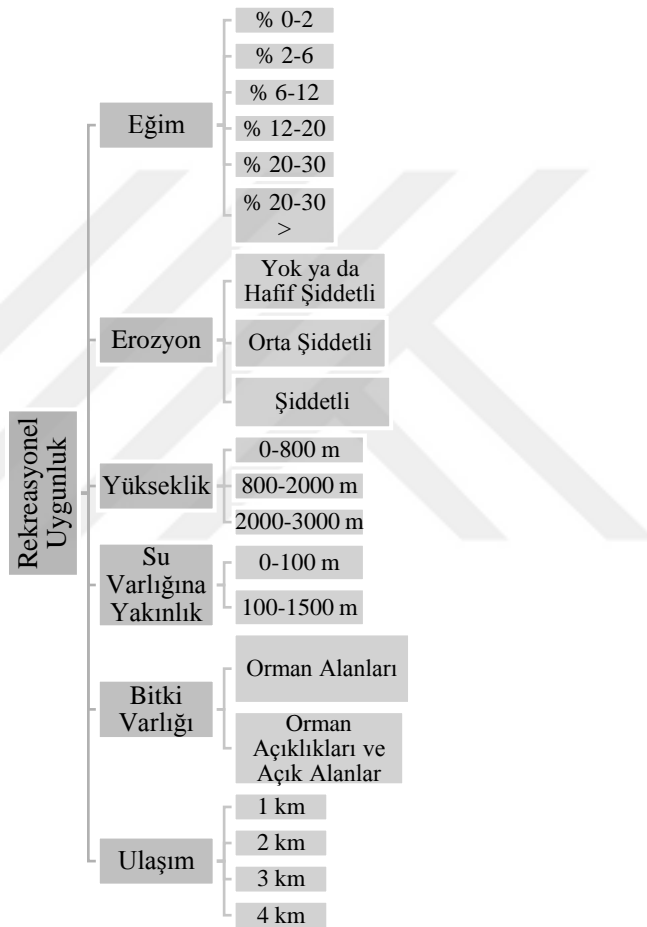 Rekreasyonel
Uygunluk
Eğim
% 0-2
% 2-6
% 6-12
% 12-20
% 20-30
% 20-30
>
Erozyon
Yok ya da
Hafif Şiddetli
Orta Şiddetli
Şiddetli
Yükseklik
0-800 m
800-2000 m
2000-3000 m
Su
Varlığına
Yakınlık
0-100 m
100-1500 m
Bitki
Varlığı
Orman Alanları
Orman
Açıklıkları ve
Açık Alanlar
Ulaşım
1 km
2 km
3 km
4 km